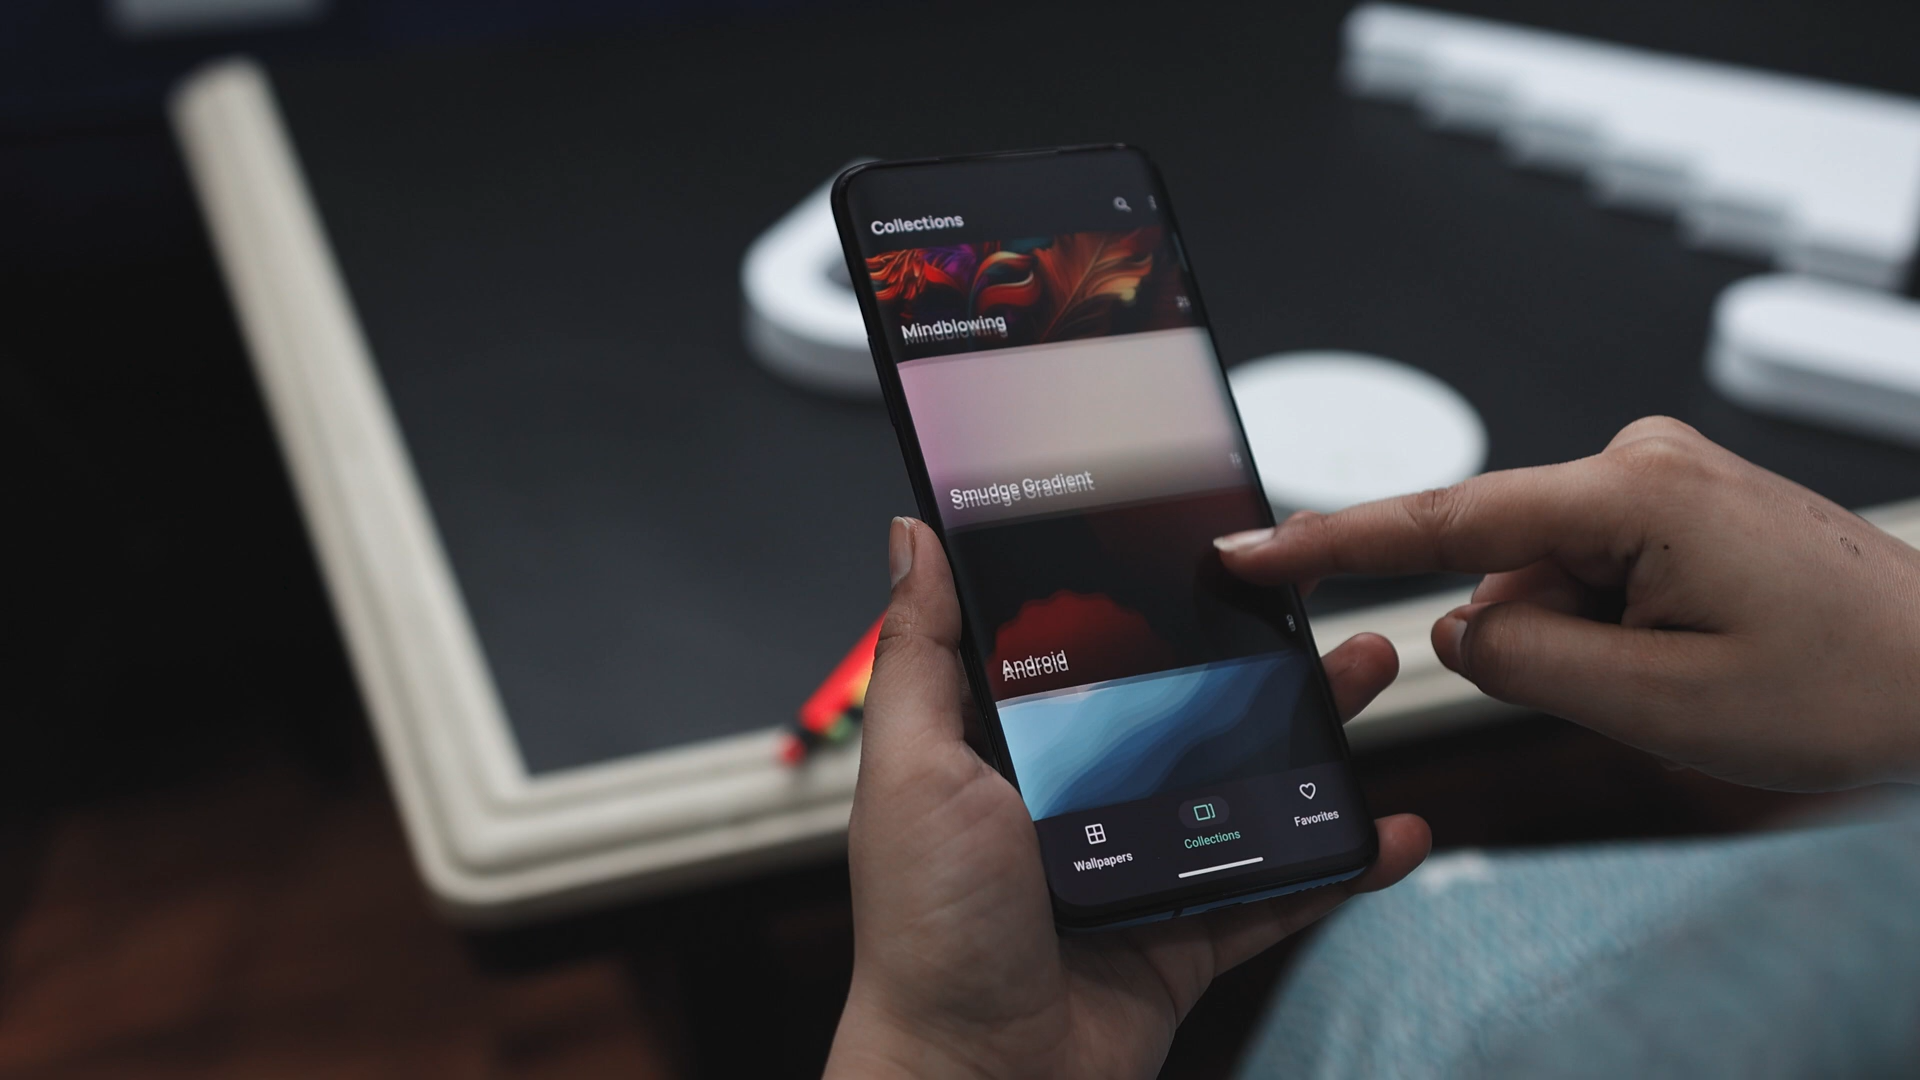 Collections
Mindblowing
Smudge Gradient
Android
Wallpapers
Collections
Favorites